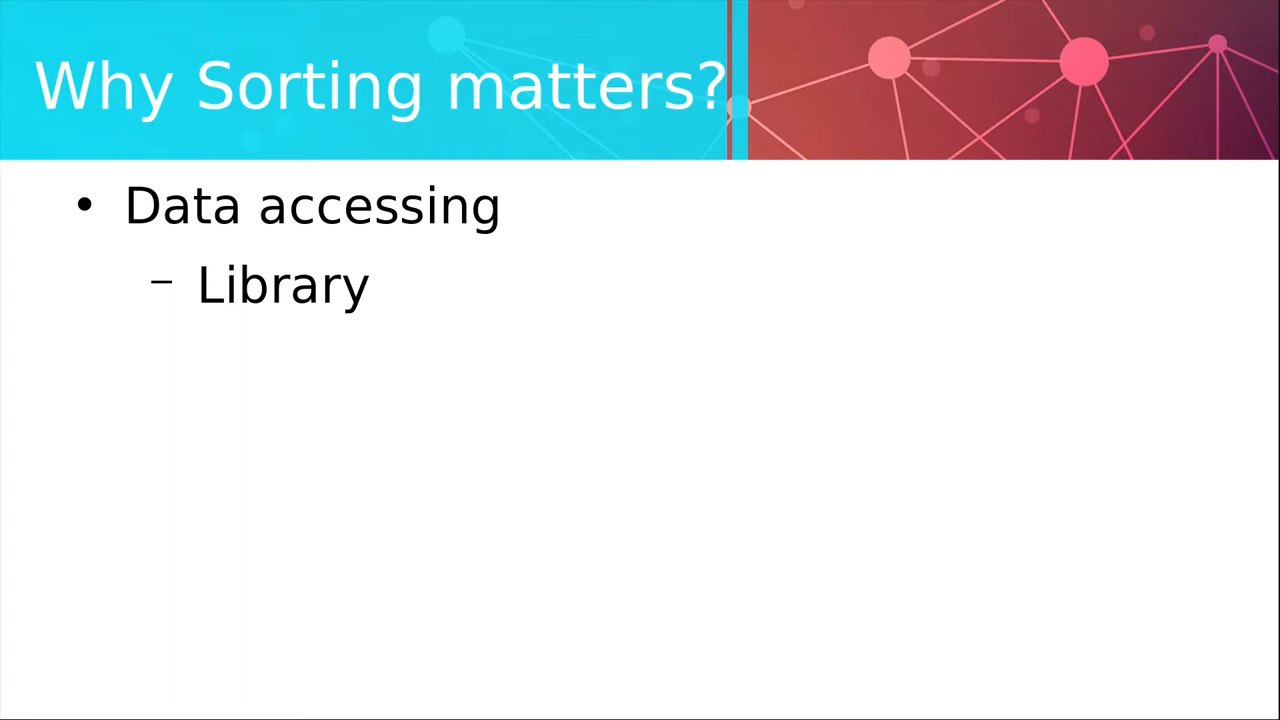 Why Sorting matters?
• Data accessing
– Library